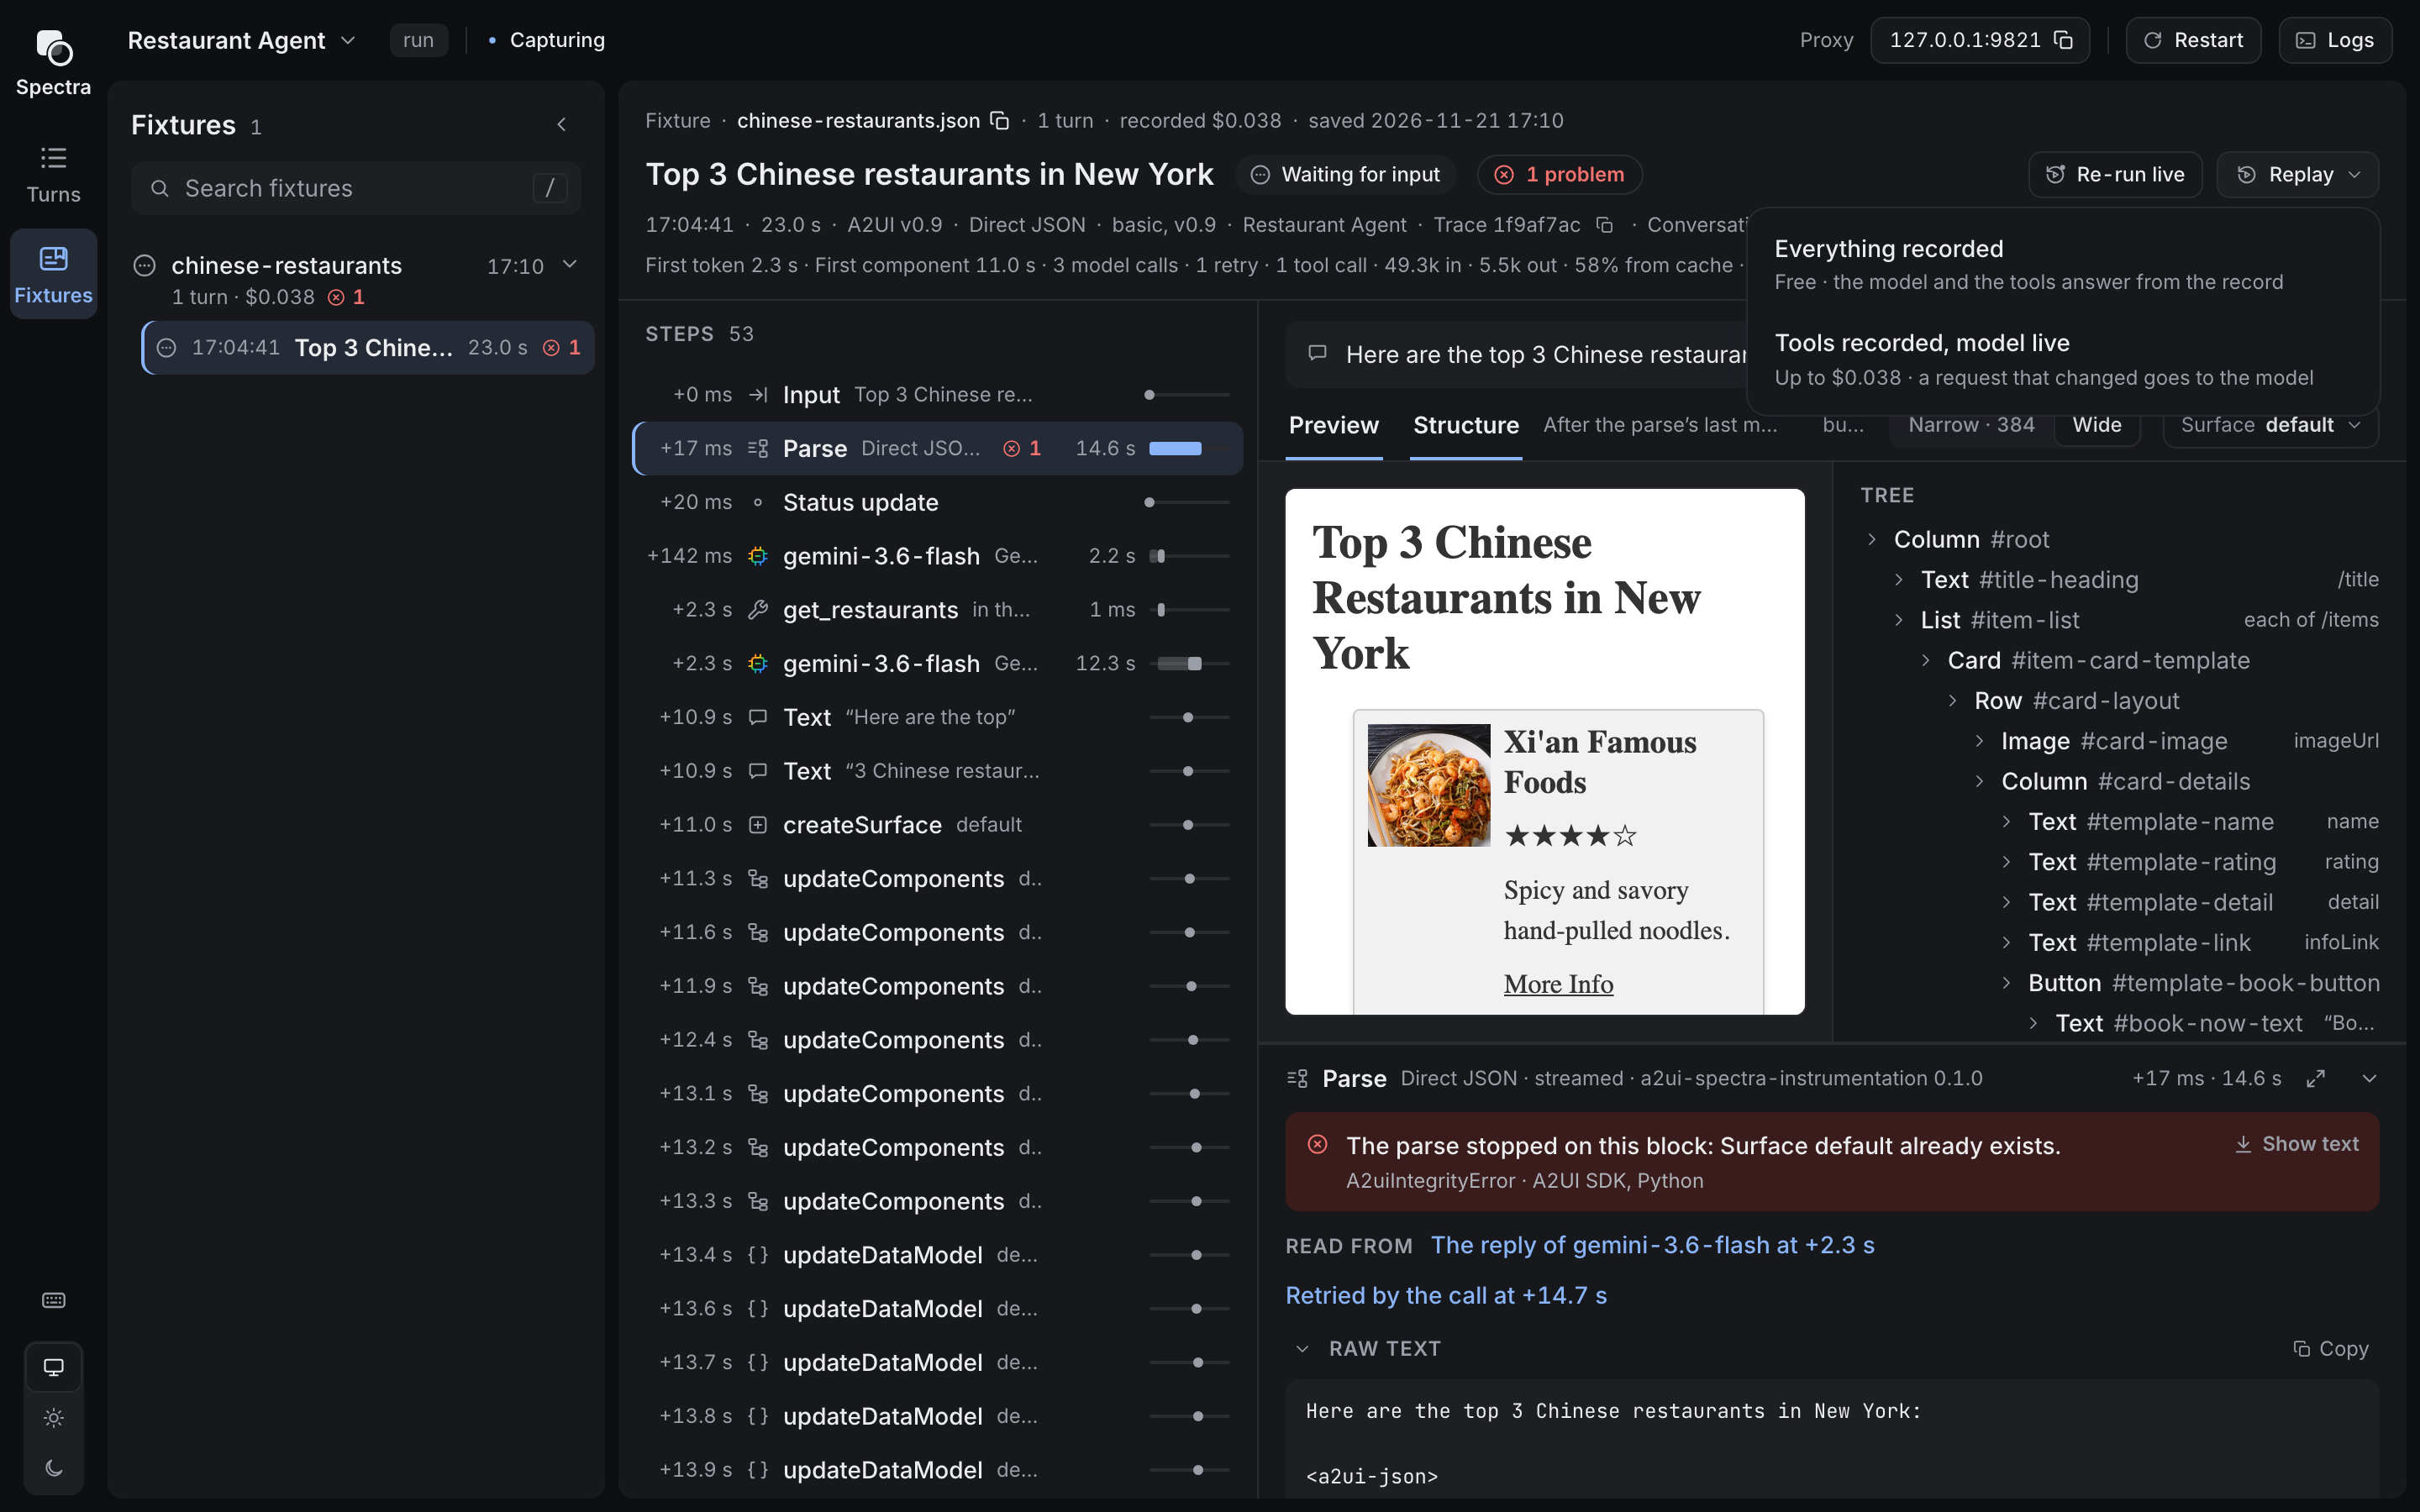 Spectra
Turns
Fixtures
Restaurant Agent
run
Capturing
Proxy
127.0.0.1:9821
Restart
Logs
Fixtures 1
Search fixtures /
chinese-restaurants 17:10
1 turn · $0.038 1
17:04:41 Top 3 Chine... 23.0 s 1
Fixture · chinese-restaurants.json · 1 turn · recorded $0.038 · saved 2026-11-21 17:10
Top 3 Chinese restaurants in New York
Waiting for input
1 problem
Re-run live
Replay
17:04:41 · 23.0 s · A2UI v0.9 · Direct JSON · basic, v0.9 · Restaurant Agent · Trace 1f9af7ac · Conversati
First token 2.3 s · First component 11.0 s · 3 model calls · 1 retry · 1 tool call · 49.3k in · 5.5k out · 58% from cache ·
Everything recorded
Free · the model and the tools answer from the record
Tools recorded, model live
Up to $0.038 · a request that changed goes to the model
STEPS 53
+0 ms Input Top 3 Chinese re...
+17 ms Parse Direct JSO... 1 14.6 s
+20 ms Status update
+142 ms gemini-3.6-flash Ge... 2.2 s
+2.3 s get_restaurants in th... 1 ms
+2.3 s gemini-3.6-flash Ge... 12.3 s
+10.9 s Text “Here are the top”
+10.9 s Text “3 Chinese restaur...
+11.0 s createSurface default
+11.3 s updateComponents d..
+11.6 s updateComponents d..
+11.9 s updateComponents d..
+12.4 s updateComponents d..
+13.1 s updateComponents d..
+13.2 s updateComponents d..
+13.3 s updateComponents d..
+13.4 s updateDataModel de...
+13.6 s updateDataModel de...
+13.7 s updateDataModel de...
+13.8 s updateDataModel de...
+13.9 s updateDataModel de...
Here are the top 3 Chinese restaurar
Preview
Structure
After the parse’s last m...
bu...
Narrow · 384
Wide
Surface default
Top 3 Chinese
Restaurants in New
York
Xi'an Famous
Foods
★★★★☆
Spicy and savory
hand-pulled noodles.
More Info
TREE
Column #root
Text #title-heading /title
List #item-list each of /items
Card #item-card-template
Row #card-layout
Image #card-image imageUrl
Column #card-details
Text #template-name name
Text #template-rating rating
Text #template-detail detail
Text #template-link infoLink
Button #template-book-button
Text #book-now-text “Bo...
Parse Direct JSON · streamed · a2ui-spectra-instrumentation 0.1.0 +17 ms · 14.6 s
The parse stopped on this block: Surface default already exists.
Show text
A2uiIntegrityError · A2UI SDK, Python
READ FROM The reply of gemini-3.6-flash at +2.3 s
Retried by the call at +14.7 s
RAW TEXT
Copy
Here are the top 3 Chinese restaurants in New York:
<a2ui-json>